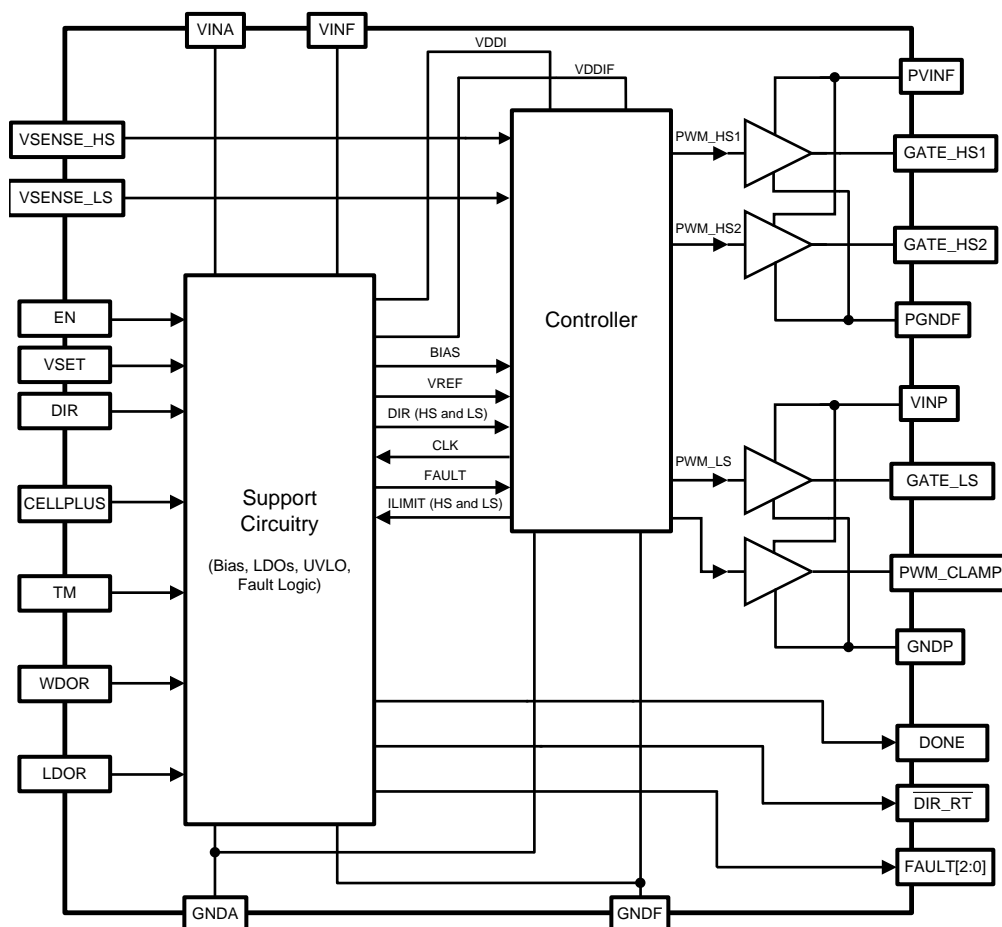 VINA
VINF
VDDI
VDDIF
PVINF
VSENSE_HS
PWM_HS1
GATE_HS1
VSENSE_LS
PWM_HS2
GATE_HS2
EN
Controller
PGNDF
VSET
BIAS
DIR
VREF
VINP
DIR (HS and LS)
CLK
PWM_LS
FAULT
GATE_LS
CELLPLUS
Support
Circuitry
ILIMIT (HS and LS)
(Bias, LDOs, UVLO,
Fault Logic)
PWM_CLAMP
TM
GNDP
WDOR
DONE
LDOR
DIR_RT
FAULT[2:0]
GNDA
GNDF